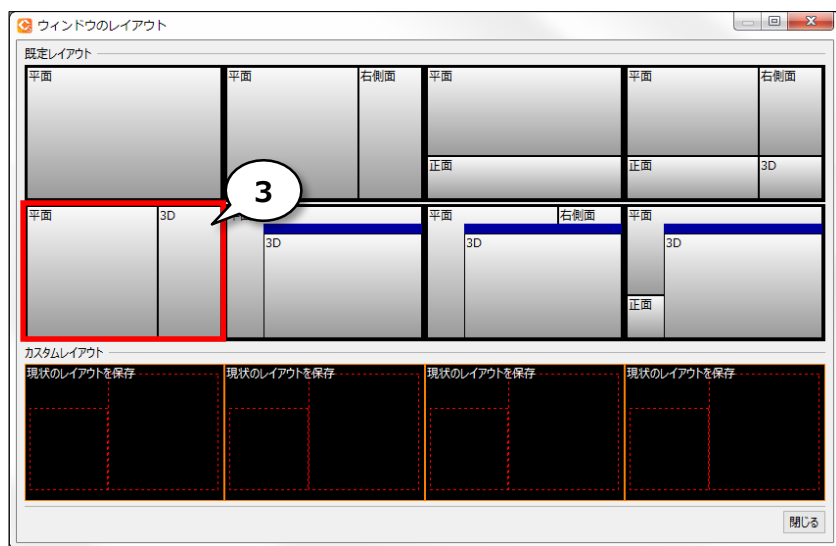 ウィンドウのレイアウト
既定レイアウト
平面
平面 右側面
平面
平面 右側面
正面
正面 3D
3
平面 3D
3D
平面 右側面
3D
平面
3D
正面
カスタムレイアウト
現状のレイアウトを保存
現状のレイアウトを保存
現状のレイアウトを保存
現状のレイアウトを保存
閉じる